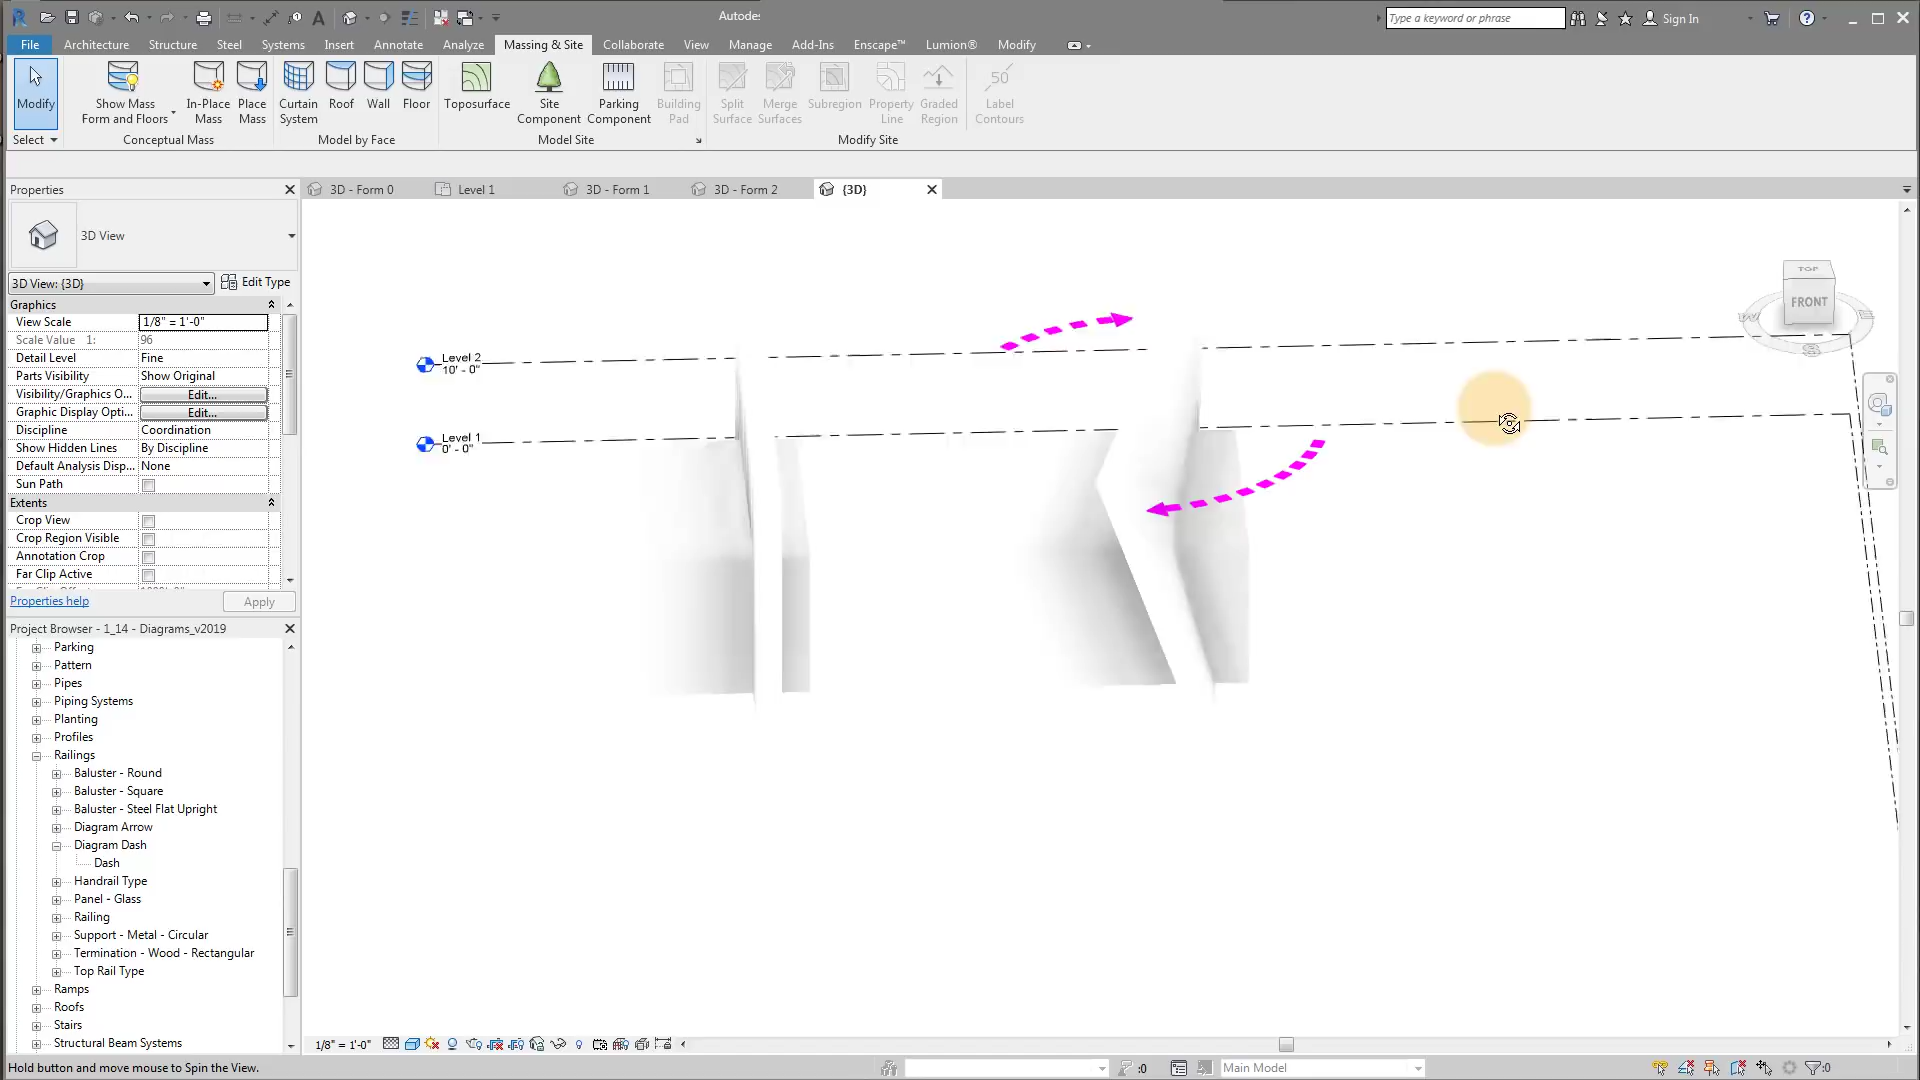 Autodes
Type a keyword or phrase
Sign In
File Architecture Structure Steel Systems Insert Annotate Analyze Massing & Site Collaborate View Manage Add-Ins Enscape™ Lumion® Modify
Modify
Show Mass
Form and Floors
In-Place
Mass
Place
Mass
Curtain
System
Roof
Wall
Floor
Toposurface
Site
Component
Parking
Component
Building
Pad
Split
Surface
Merge
Surfaces
Subregion
Property
Line
Graded
Region
50
Label
Contours
Select
Conceptual Mass
Model by Face
Model Site
Modify Site
Properties
3D - Form 0
Level 1
3D - Form 1
3D - Form 2
{3D}
3D View
3D View: {3D}
Edit Type
Graphics
View Scale 1/8" = 1'-0"
Scale Value 1: 96
Detail Level Fine
Parts Visibility Show Original
Visibility/Graphics O... Edit...
Graphic Display Opti... Edit...
Discipline Coordination
Show Hidden Lines By Discipline
Default Analysis Disp... None
Sun Path
Extents
Crop View
Crop Region Visible
Annotation Crop
Far Clip Active
Properties help
Apply
Project Browser - 1_14 - Diagrams_v2019
Parking
Pattern
Pipes
Piping Systems
Planting
Profiles
Railings
Baluster - Round
Baluster - Square
Baluster - Steel Flat Upright
Diagram Arrow
Diagram Dash
Dash
Handrail Type
Panel - Glass
Railing
Support - Metal - Circular
Termination - Wood - Rectangular
Top Rail Type
Ramps
Roofs
Stairs
Structural Beam Systems
Level 2
10' - 0"
Level 1
0' - 0"
TOP
FRONT
W
E
S
1/8" = 1'-0"
Hold button and move mouse to Spin the View.
:0
Main Model
:0